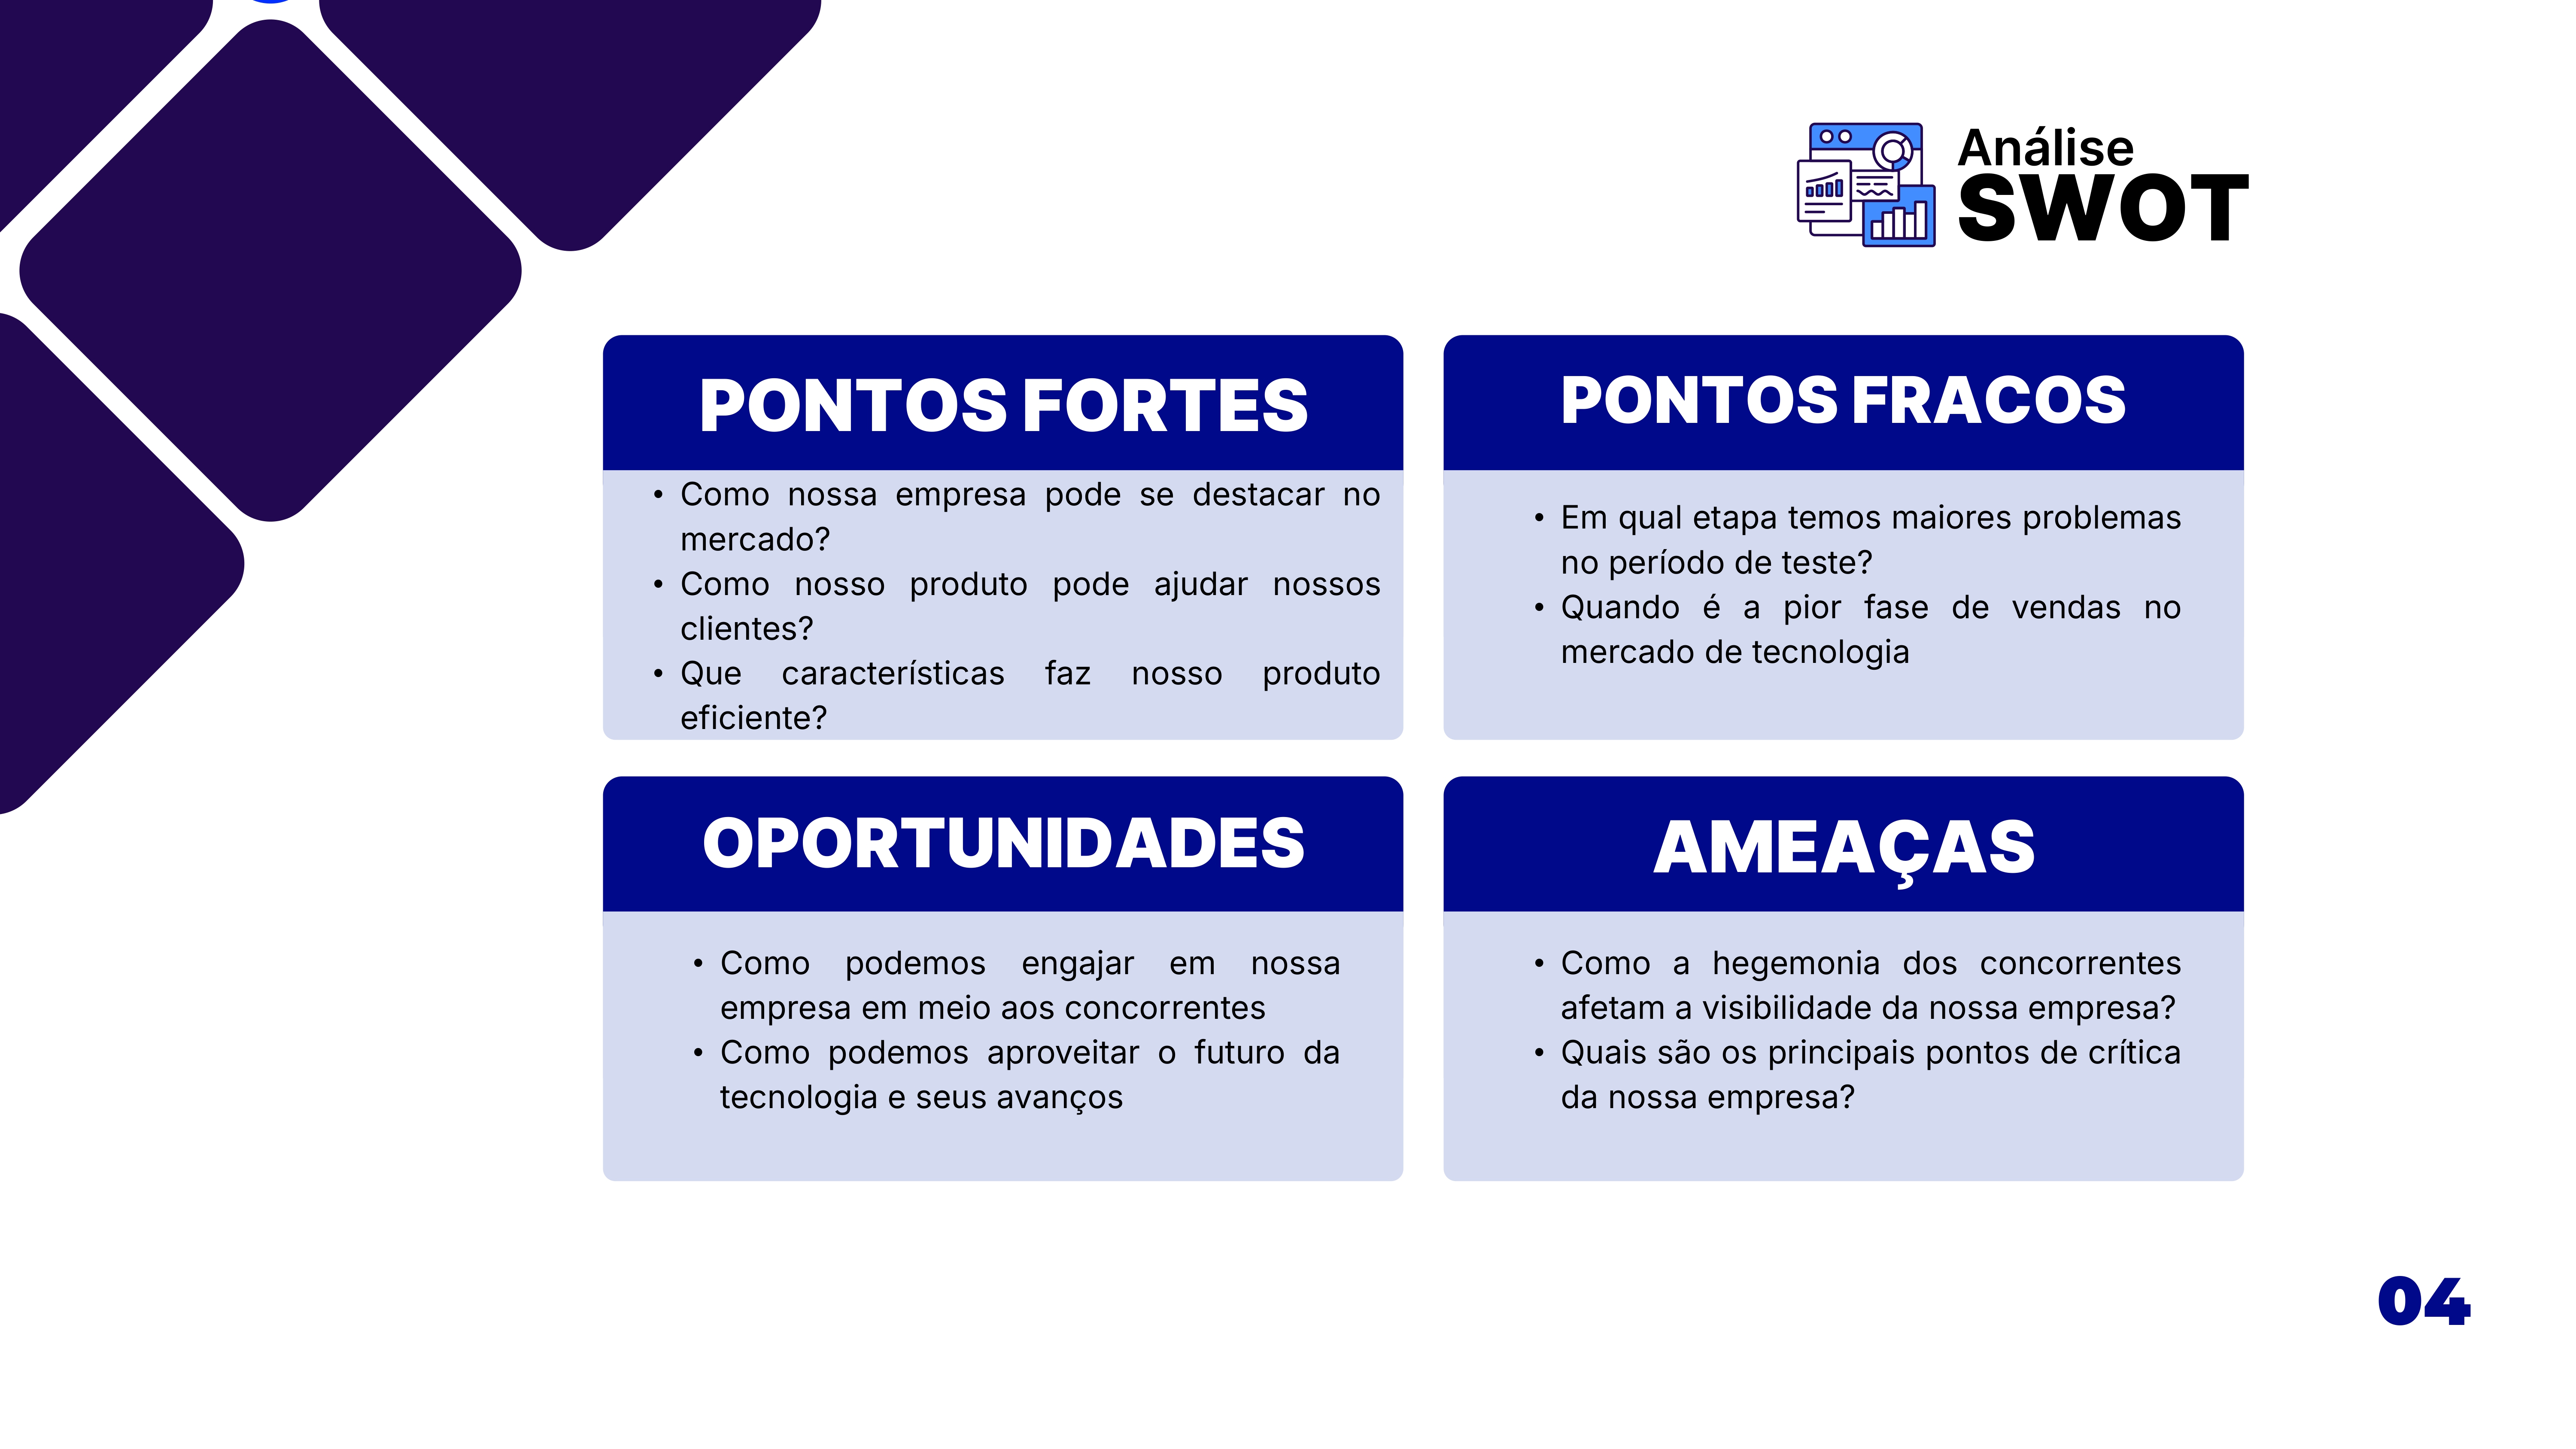 Análise
SWOT
PONTOS FORTES
• Como nossa empresa pode se destacar no
mercado?
• Como nosso produto pode ajudar nossos
clientes?
• Que características faz nosso produto
eficiente?
PONTOS FRACOS
• Em qual etapa temos maiores problemas
no período de teste?
• Quando é a pior fase de vendas no
mercado de tecnologia
OPORTUNIDADES
• Como podemos engajar em nossa
empresa em meio aos concorrentes
• Como podemos aproveitar o futuro da
tecnologia e seus avanços
AMEAÇAS
• Como a hegemonia dos concorrentes
afetam a visibilidade da nossa empresa?
• Quais são os principais pontos de crítica
da nossa empresa?
04